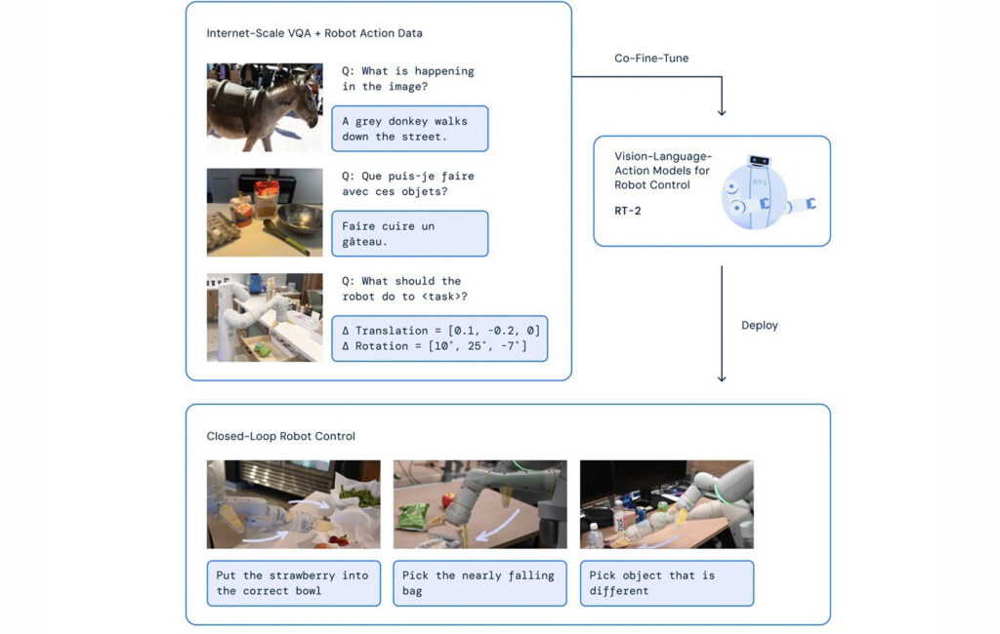 Internet-Scale VQA + Robot Action Data
Q: What is happening
in the image?
A grey donkey walks
down the street.
Q: Que puis-je faire
avec ces objets?
Faire cuire un
gâteau.
Q: What should the
robot do to <task>?
Δ Translation = [0.1, -0.2, 0]
Δ Rotation = [10˚, 25˚, -7˚]
Co-Fine-Tune
Vision-Language-
Action Models for
Robot Control
RT-2
RT-2
Deploy
Closed-Loop Robot Control
Put the strawberry into
the correct bowl
Pick the nearly falling
bag
Pick object that is
different